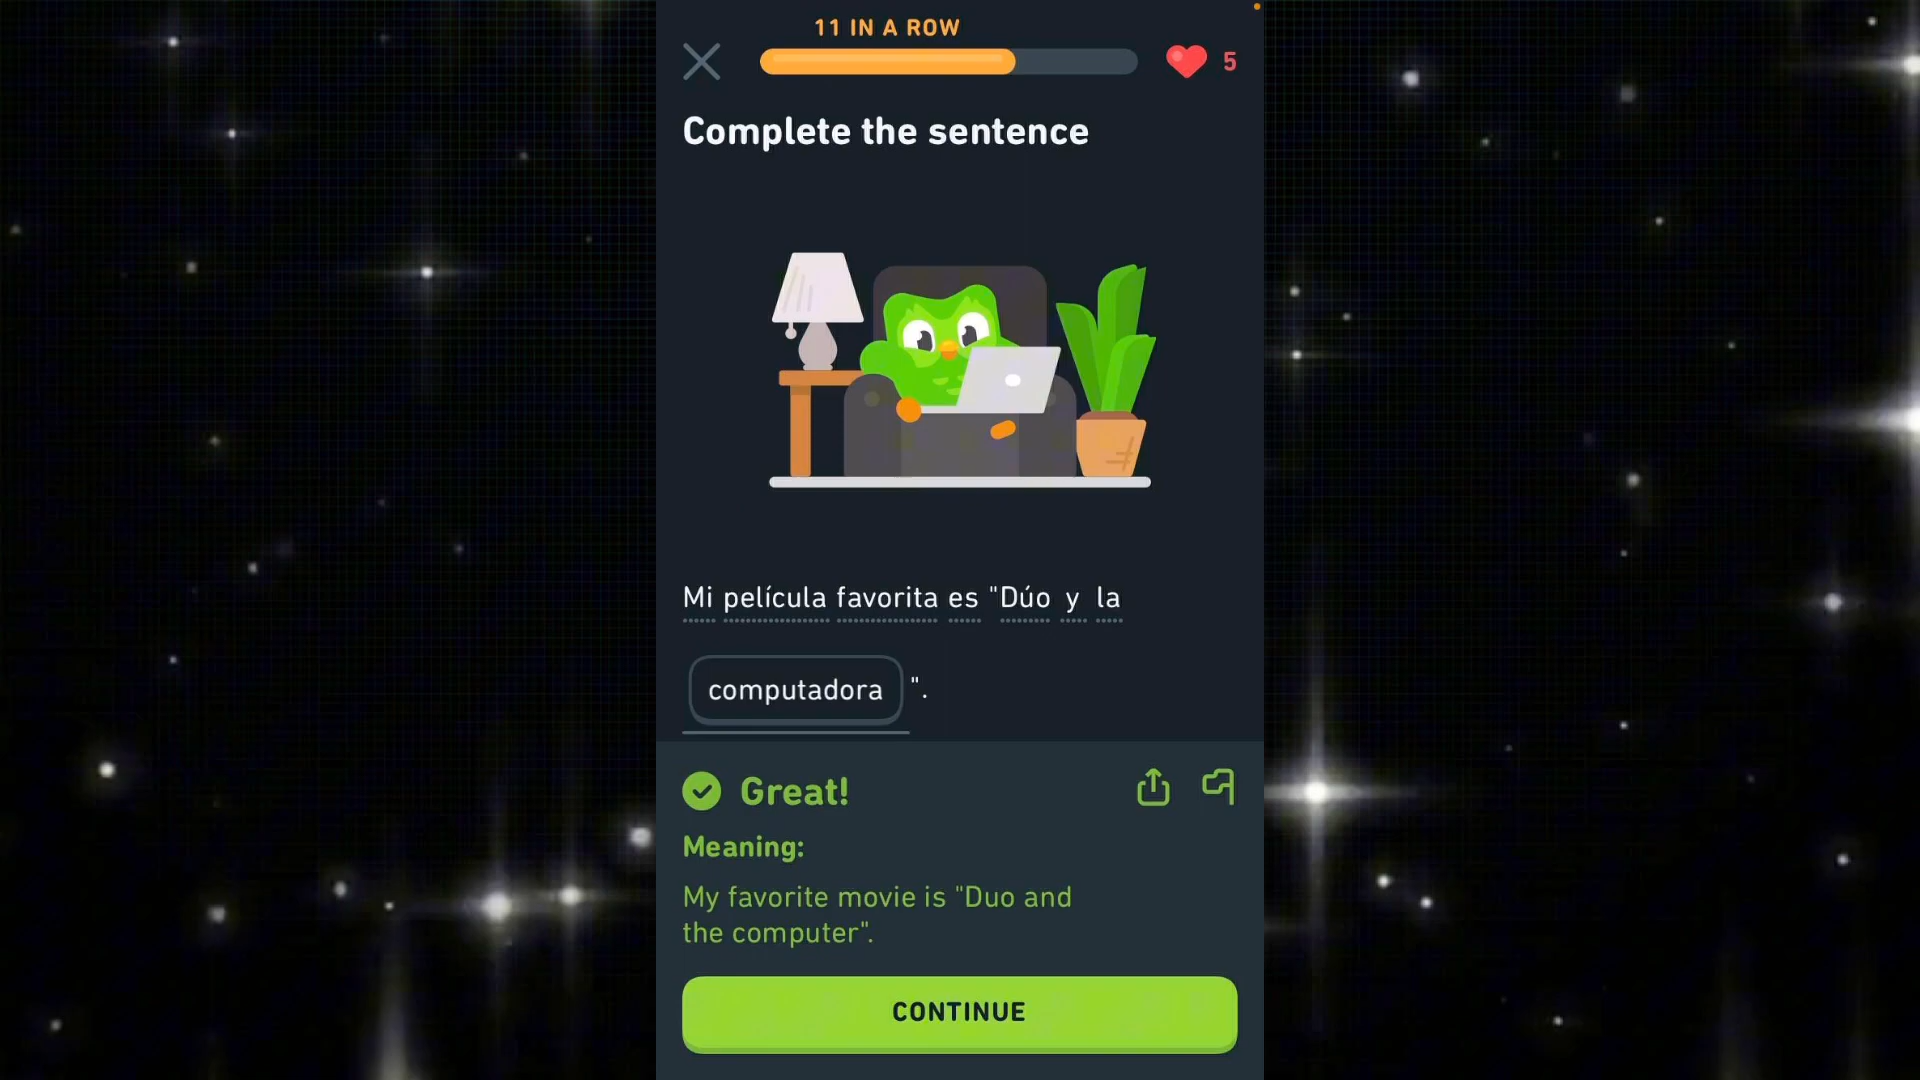 11 IN A ROW
5
Complete the sentence
Mi película favorita es "Dúo y la
computadora ".
Great!
Meaning:
My favorite movie is "Duo and
the computer".
CONTINUE